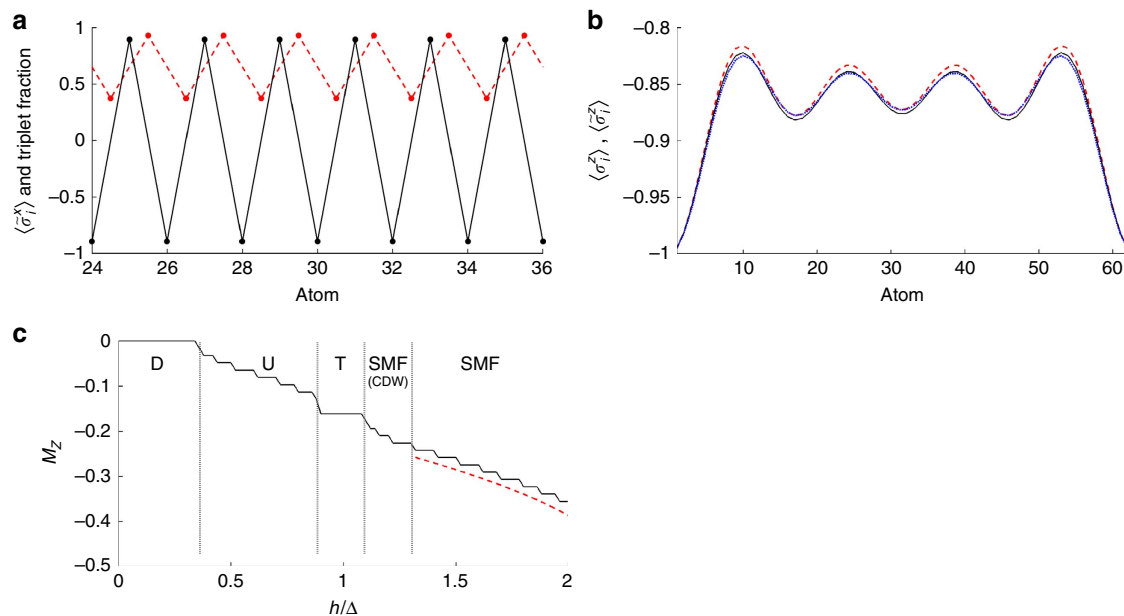 a
1
0.5
0
−0.5
−1
⟨σ̃ᵢˣ⟩ and triplet fraction
24 26 28 30 32 34 36
Atom
b
−0.8
−0.85
−0.9
−0.95
−1
⟨σᵢᶻ⟩ , ⟨σ̃ᵢᶻ⟩
10 20 30 40 50 60
Atom
c
0
−0.1
−0.2
−0.3
−0.4
−0.5
M_Z
D U T SMF SMF
(CDW)
0 0.5 1 1.5 2
h/Δ